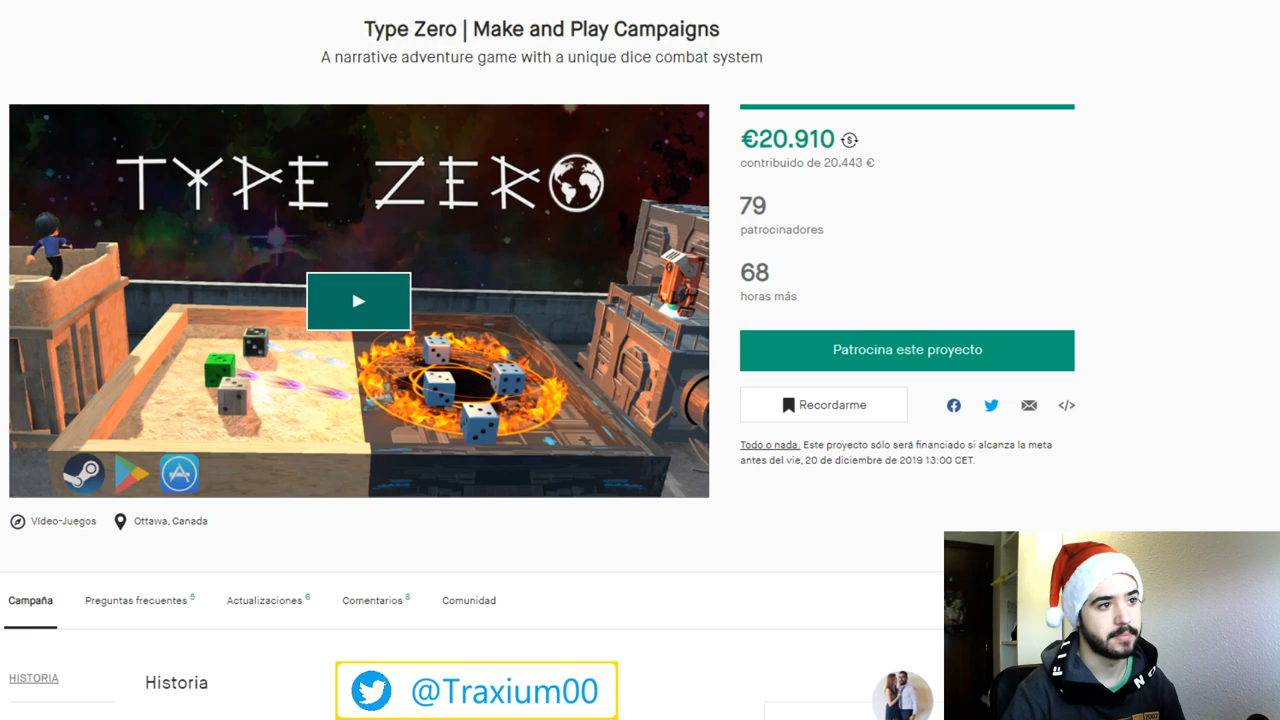 Type Zero | Make and Play Campaigns
A narrative adventure game with a unique dice combat system
TYPE ZERO
€20.910
contribuido de 20.443 €
79
patrocinadores
68
horas más
Patrocina este proyecto
Recordarme
Todo o nada. Este proyecto sólo será financiado si alcanza la meta
antes del vie, 20 de diciembre de 2019 13:00 CET.
Vídeo-Juegos Ottawa, Canada
Campaña Preguntas frecuentes 5 Actualizaciones 6 Comentarios 8 Comunidad
HISTORIA
Historia
@Traxium00